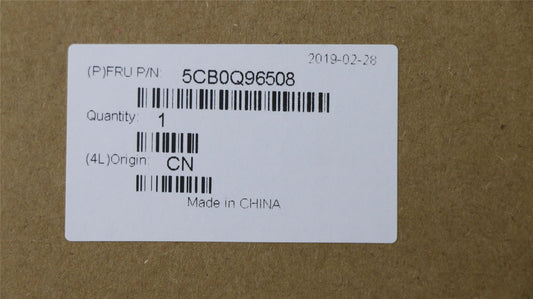 2019-02-28
(P)FRU P/N: 5CB0Q96508
Quantity: 1
(4L)Origin: CN
Made in CHINA